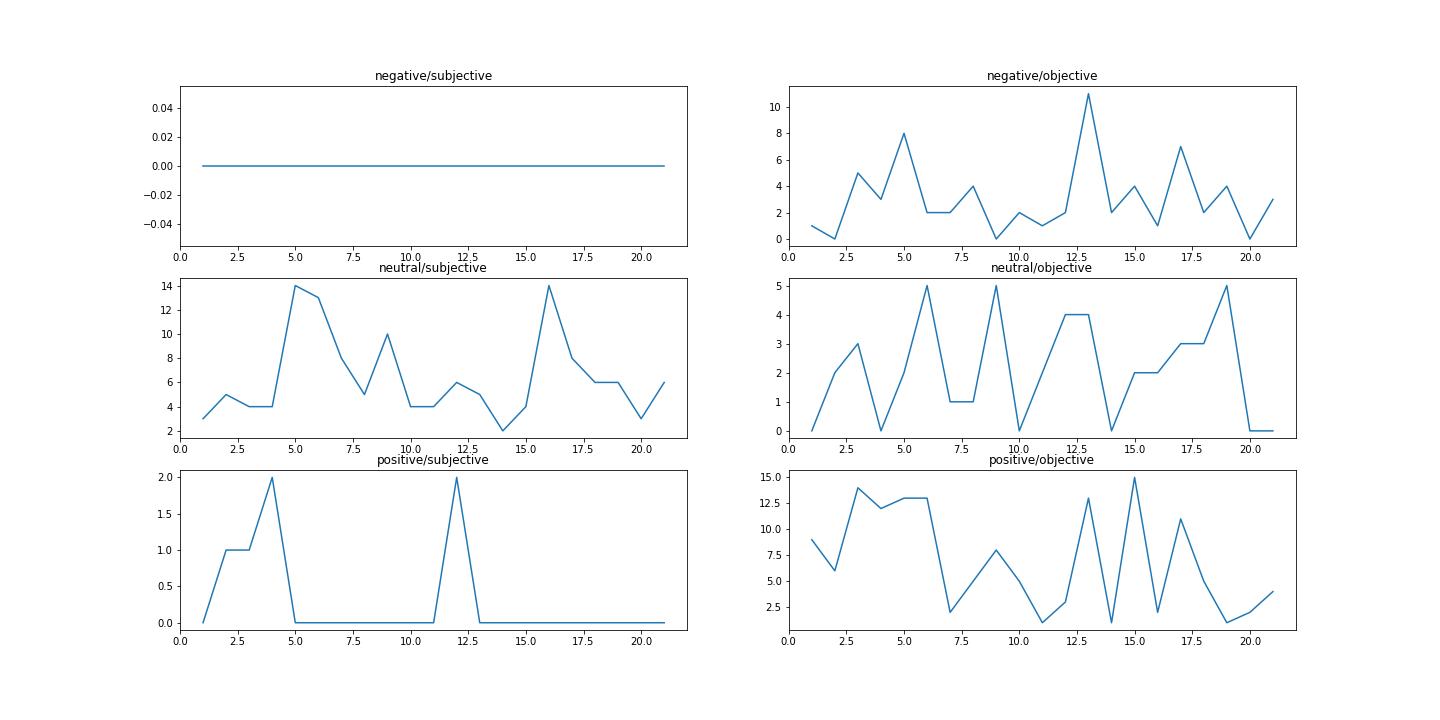 negative/subjective
0.04
0.02
0.00
−0.02
−0.04
0.0 2.5 5.0 7.5 10.0 12.5 15.0 17.5 20.0
negative/objective
10
8
6
4
2
0
0.0 2.5 5.0 7.5 10.0 12.5 15.0 17.5 20.0
neutral/subjective
14
12
10
8
6
4
2
0.0 2.5 5.0 7.5 10.0 12.5 15.0 17.5 20.0
neutral/objective
5
4
3
2
1
0
0.0 2.5 5.0 7.5 10.0 12.5 15.0 17.5 20.0
positive/subjective
2.0
1.5
1.0
0.5
0.0
0.0 2.5 5.0 7.5 10.0 12.5 15.0 17.5 20.0
positive/objective
15.0
12.5
10.0
7.5
5.0
2.5
0.0 2.5 5.0 7.5 10.0 12.5 15.0 17.5 20.0